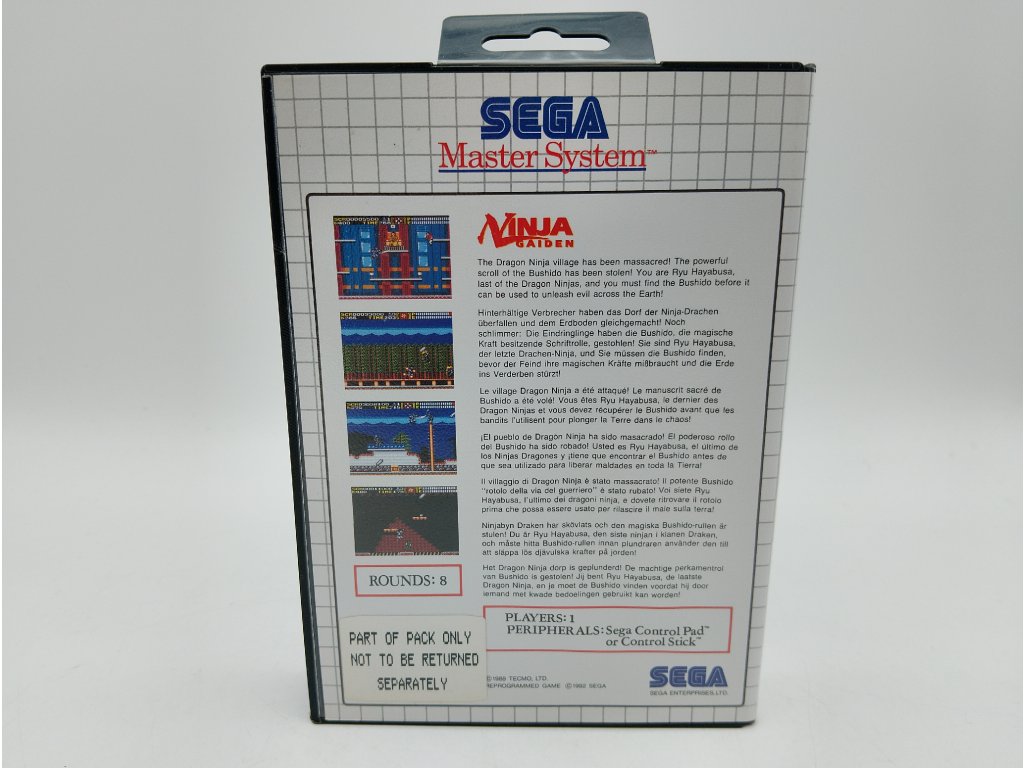 SEGA
Master System™
NINJA
GAIDEN
The Dragon Ninja village has been massacred! The powerful
scroll of the Bushido has been stolen! You are Ryu Hayabusa,
last of the Dragon Ninjas, and you must find the Bushido before it
can be used to unleash evil across the Earth!
Hinterhältige Verbrecher haben das Dorf der Ninja-Drachen
überfallen und dem Erdboden gleichgemacht! Noch
schlimmer: Die Eindringlinge haben die Bushido, die magische
Kraft besitzende Schriftrolle, gestohlen! Sie sind Ryu Hayabusa,
der letzte Drachen-Ninja, und Sie müssen die Bushido finden,
bevor der Feind ihre magischen Kräfte mißbraucht und die Erde
ins Verderben stürzt!
Le village Dragon Ninja a été attaqué! Le manuscrit sacré de
Bushido a été volé! Vous êtes Ryu Hayabusa, le dernier des
Dragon Ninjas et vous devez récupérer le Bushido avant que les
bandits l'utilisent pour plonger la Terre dans le chaos!
¡El pueblo de Dragon Ninja ha sido masacrado! El poderoso rollo
del Bushido ha sido robado! Usted es Ryu Hayabusa, el último de
los Ninjas Dragones y ¡tiene que encontrar el Bushido antes de
que sea utilizado para liberar maldades en toda la Tierra!
Il villaggio di Dragon Ninja è stato massacrato! Il potente Bushido
"rotolo della via del guerriero" è stato rubato! Voi siete Ryu
Hayabusa, l'ultimo dei dragoni ninja, e dovete ritrovare il rotolo
prima che possa essere usato per rilascire il male sulla terra!
Ninjabyn Draken har skövlats och den magiska Bushido-rullen är
stulen! Du är Ryu Hayabusa, den siste ninjan i klanen Draken,
och måste hitta Bushido-rullen innan plundraren använder den till
att släppa lös djävulska krafter på jorden!
Het Dragon Ninja dorp is geplunderd! De machtige perkamentrol
van Bushido is gestolen! Jij bent Ryu Hayabusa, de laatste
Dragon Ninja, en je moet de Bushido vinden voordat hij door
iemand met kwade bedoelingen gebruikt kan worden!
ROUNDS: 8
PLAYERS: 1
PERIPHERALS: Sega Control Pad™
or Control Stick™
PART OF PACK ONLY
NOT TO BE RETURNED
SEPARATELY
©1988 TECMO, LTD.
REPROGRAMMED GAME ©1992 SEGA
SEGA
SEGA ENTERPRISES, LTD.